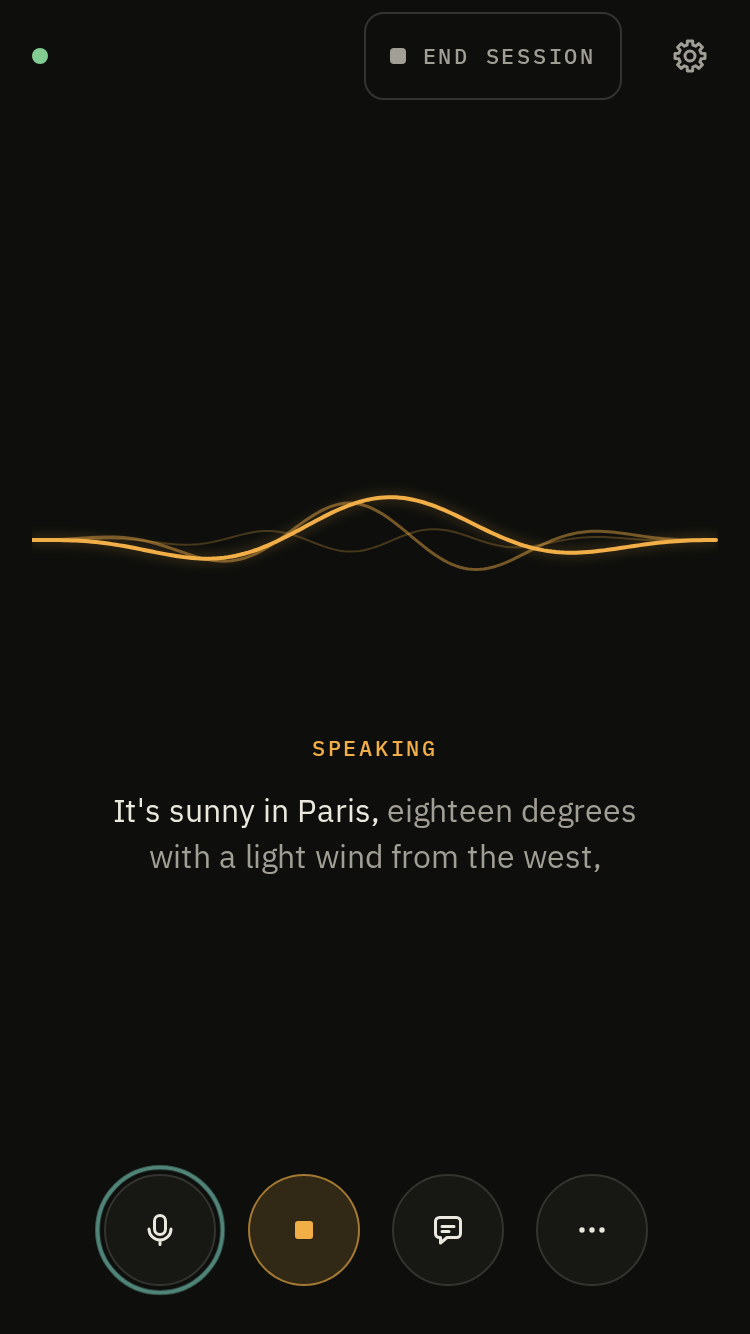 END SESSION
SPEAKING
It's sunny in Paris, eighteen degrees
with a light wind from the west,